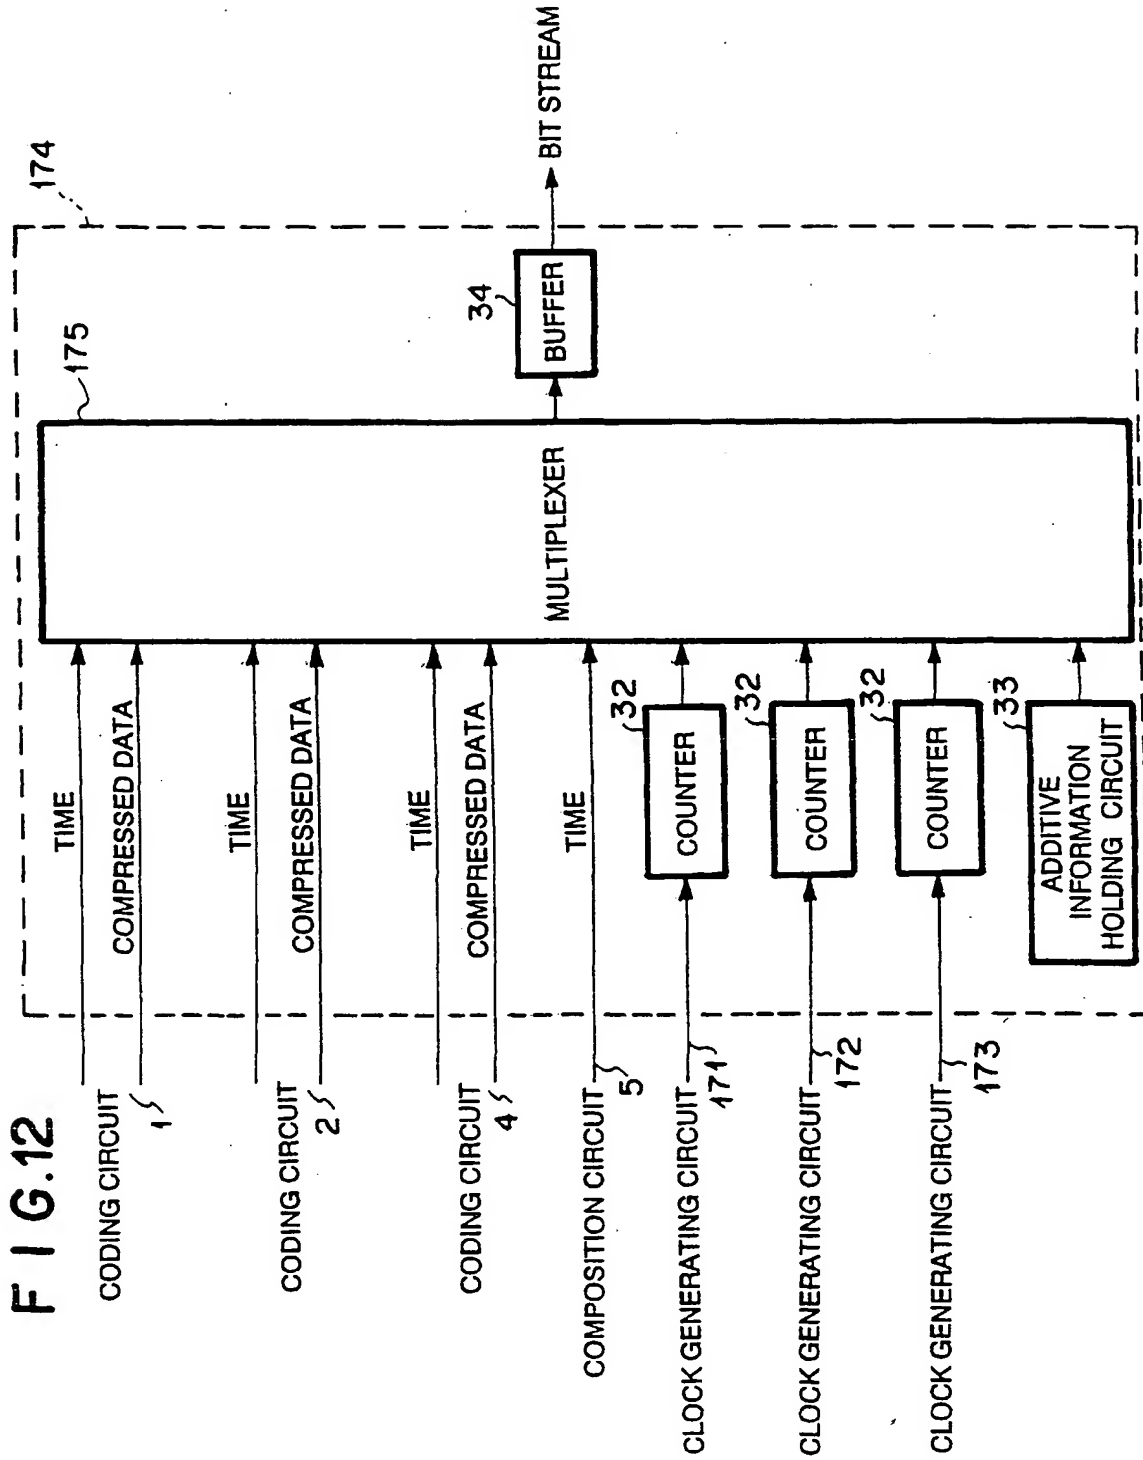 FIG.12
174
175
CODING CIRCUIT
1
TIME
COMPRESSED DATA
CODING CIRCUIT
2
TIME
COMPRESSED DATA
CODING CIRCUIT
4
TIME
COMPRESSED DATA
COMPOSITION CIRCUIT
5
TIME
CLOCK GENERATING CIRCUIT
171
COUNTER
32
CLOCK GENERATING CIRCUIT
172
COUNTER
32
CLOCK GENERATING CIRCUIT
173
COUNTER
32
ADDITIVE
INFORMATION
HOLDING CIRCUIT
33
MULTIPLEXER
34
BUFFER
BIT STREAM